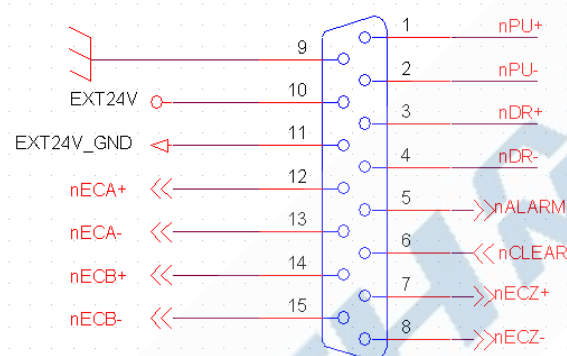 1 nPU+
9
2 nPU-
EXT24V 10
3 nDR+
EXT24V_GND 11
4 nDR-
nECA+ 12
5 nALARM
nECA- 13
6 nCLEAR
nECB+ 14
7 nECZ+
nECB- 15
8 nECZ-